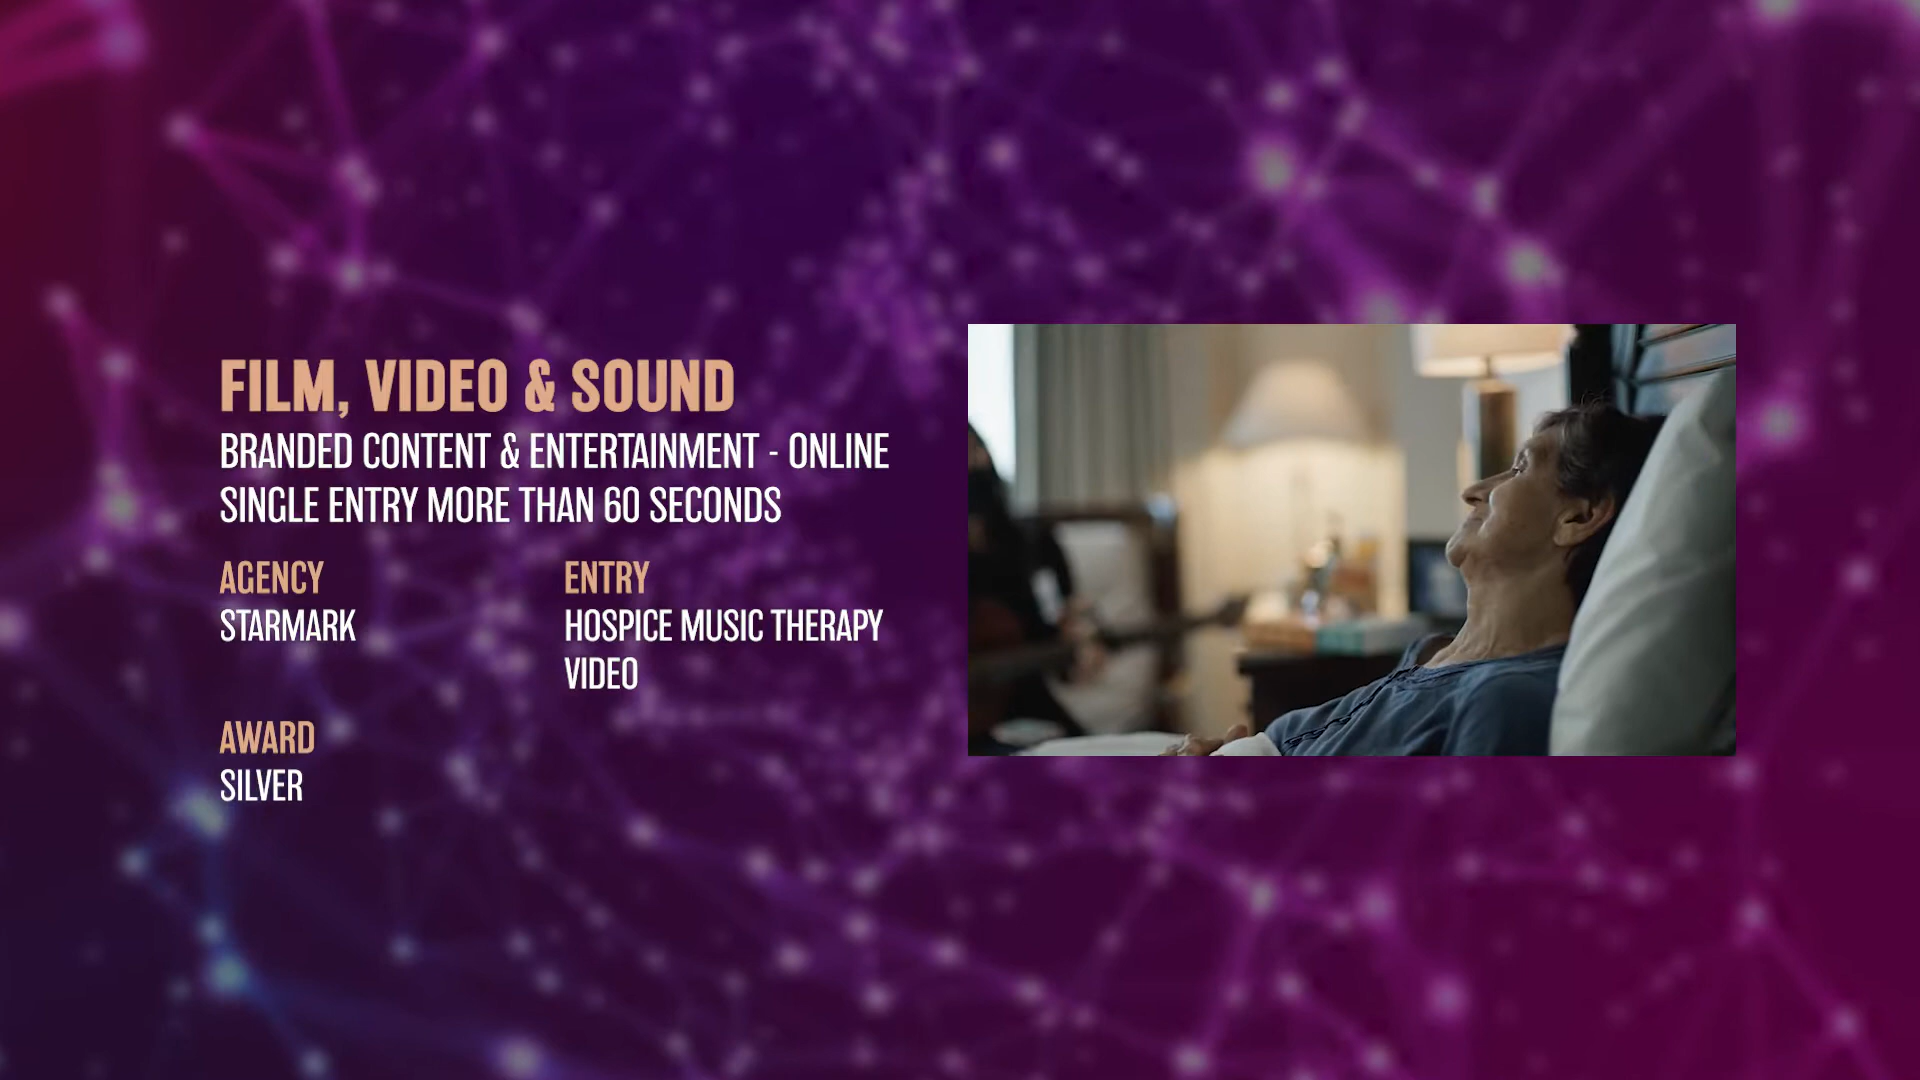 FILM, VIDEO & SOUND
BRANDED CONTENT & ENTERTAINMENT - ONLINE
SINGLE ENTRY MORE THAN 60 SECONDS
AGENCY
STARMARK
ENTRY
HOSPICE MUSIC THERAPY
VIDEO
AWARD
SILVER